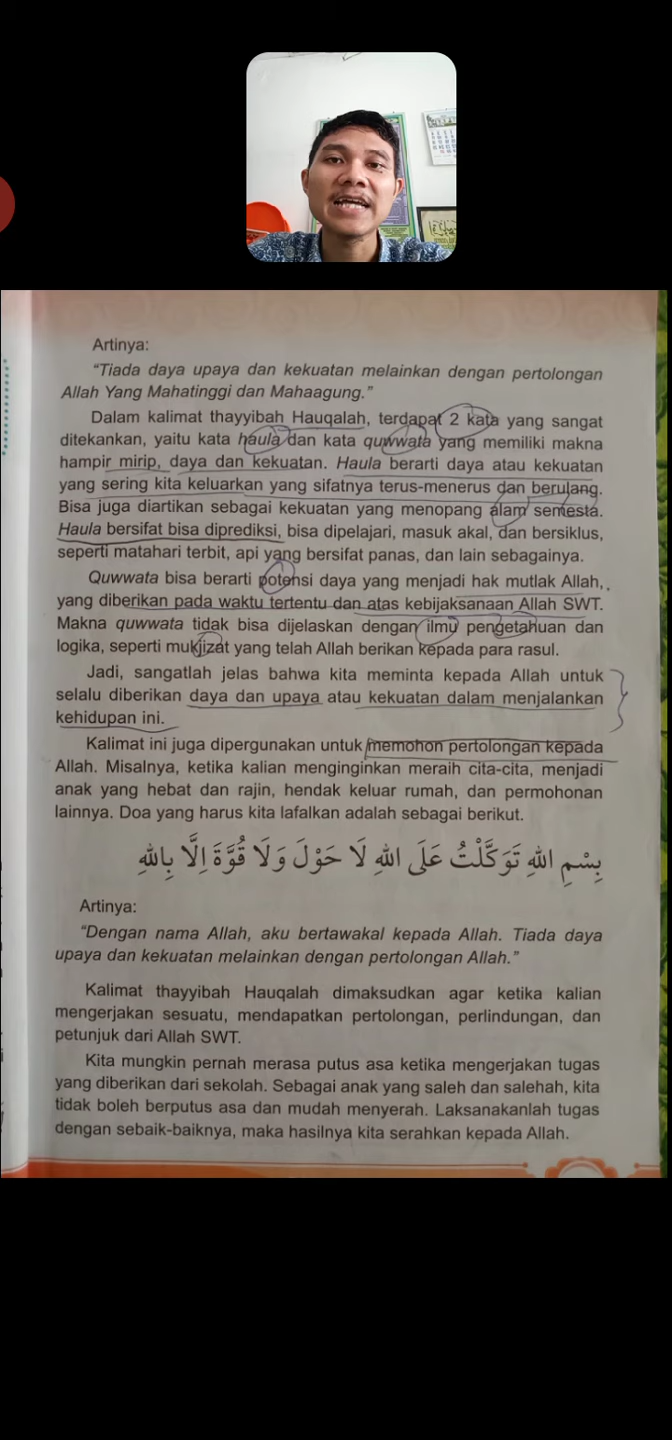 Artinya:
“Tiada daya upaya dan kekuatan melainkan dengan pertolongan
Allah Yang Mahatinggi dan Mahaagung.”
Dalam kalimat thayyibah Hauqalah, terdapat 2 kata yang sangat
ditekankan, yaitu kata haula dan kata quwwata yang memiliki makna
hampir mirip, daya dan kekuatan. Haula berarti daya atau kekuatan
yang sering kita keluarkan yang sifatnya terus-menerus dan berulang.
Bisa juga diartikan sebagai kekuatan yang menopang alam semesta.
Haula bersifat bisa diprediksi, bisa dipelajari, masuk akal, dan bersiklus,
seperti matahari terbit, api yang bersifat panas, dan lain sebagainya.
Quwwata bisa berarti potensi daya yang menjadi hak mutlak Allah,
yang diberikan pada waktu tertentu dan atas kebijaksanaan Allah SWT.
Makna quwwata tidak bisa dijelaskan dengan ilmu pengetahuan dan
logika, seperti mukjizat yang telah Allah berikan kepada para rasul.
Jadi, sangatlah jelas bahwa kita meminta kepada Allah untuk
selalu diberikan daya dan upaya atau kekuatan dalam menjalankan
kehidupan ini.
Kalimat ini juga dipergunakan untuk memohon pertolongan kepada
Allah. Misalnya, ketika kalian menginginkan meraih cita-cita, menjadi
anak yang hebat dan rajin, hendak keluar rumah, dan permohonan
lainnya. Doa yang harus kita lafalkan adalah sebagai berikut.
بِسْمِ اللهِ تَوَكَّلْتُ عَلَى اللهِ لَا حَوْلَ وَلَا قُوَّةَ اِلَّا بِاللهِ
Artinya:
“Dengan nama Allah, aku bertawakal kepada Allah. Tiada daya
upaya dan kekuatan melainkan dengan pertolongan Allah.”
Kalimat thayyibah Hauqalah dimaksudkan agar ketika kalian
mengerjakan sesuatu, mendapatkan pertolongan, perlindungan, dan
petunjuk dari Allah SWT.
Kita mungkin pernah merasa putus asa ketika mengerjakan tugas
yang diberikan dari sekolah. Sebagai anak yang saleh dan salehah, kita
tidak boleh berputus asa dan mudah menyerah. Laksanakanlah tugas
dengan sebaik-baiknya, maka hasilnya kita serahkan kepada Allah.